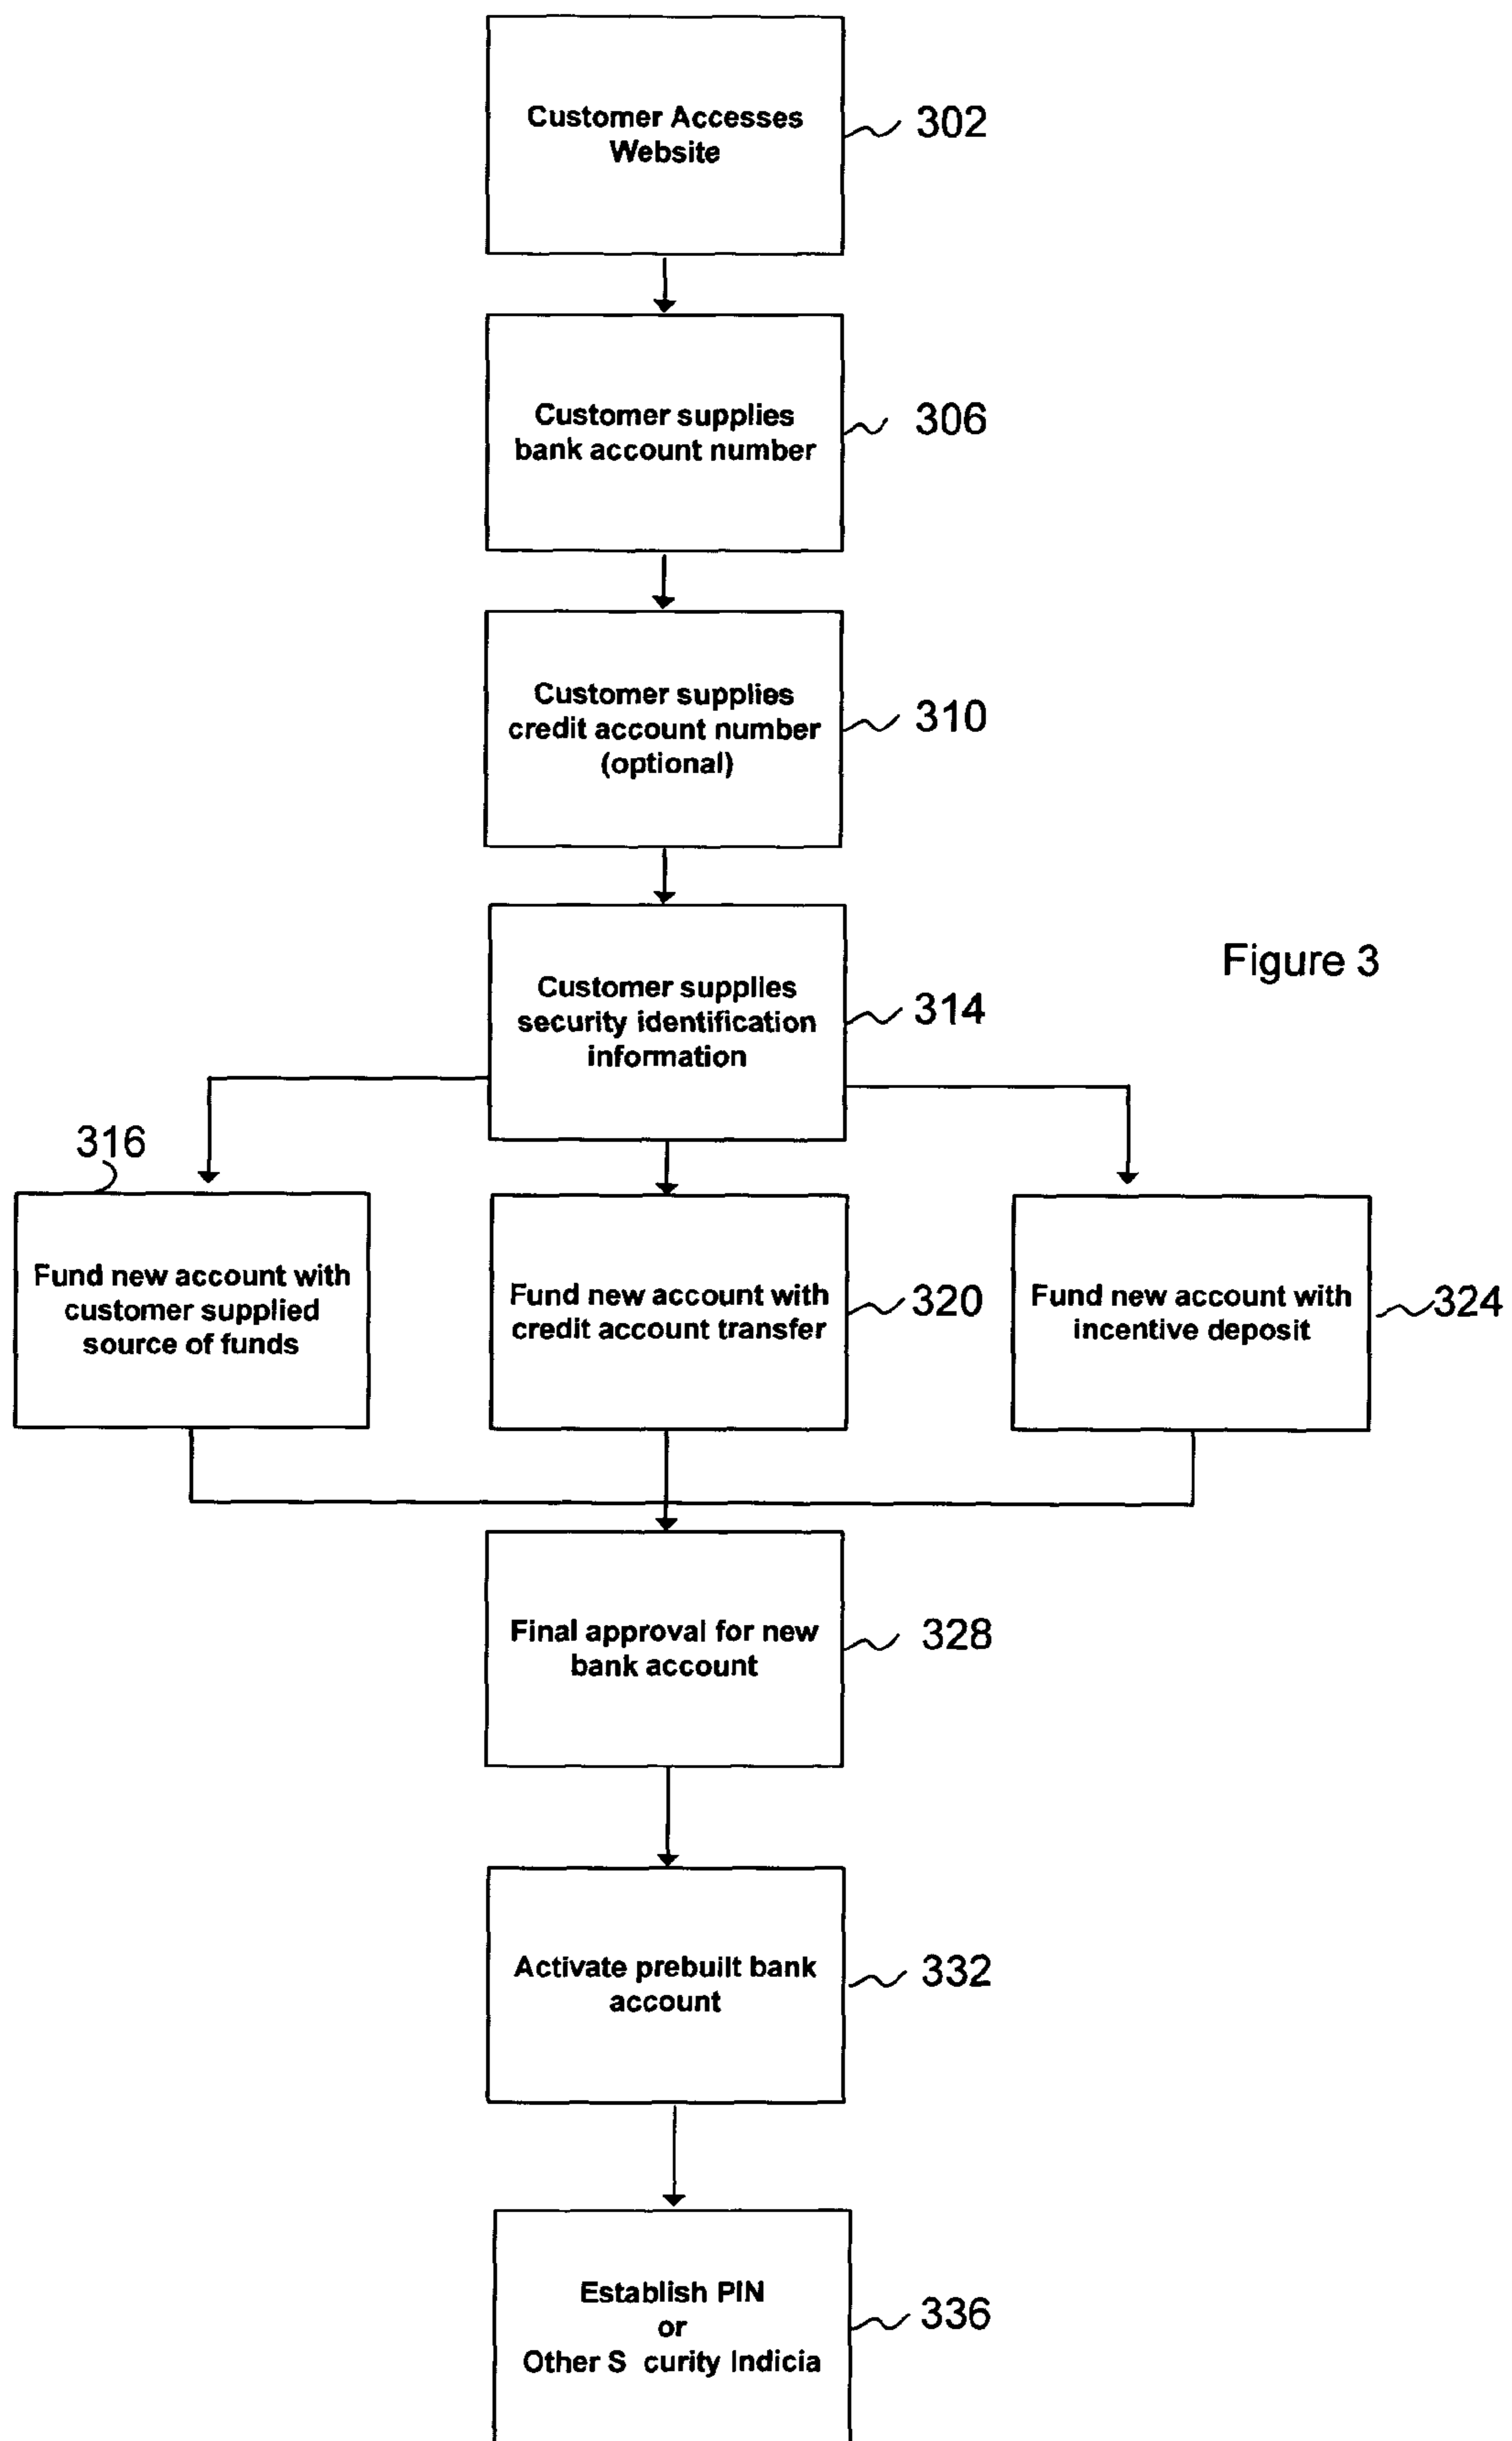 Customer Accesses
Website
302
Customer supplies
bank account number
306
Customer supplies
credit account number
(optional)
310
Customer supplies
security identification
information
314
Figure 3
316
Fund new account with
customer supplied
source of funds
Fund new account with
credit account transfer
320
Fund new account with
incentive deposit
324
Final approval for new
bank account
328
Activate prebuilt bank
account
332
Establish PIN
or
Other S curity Indicia
336